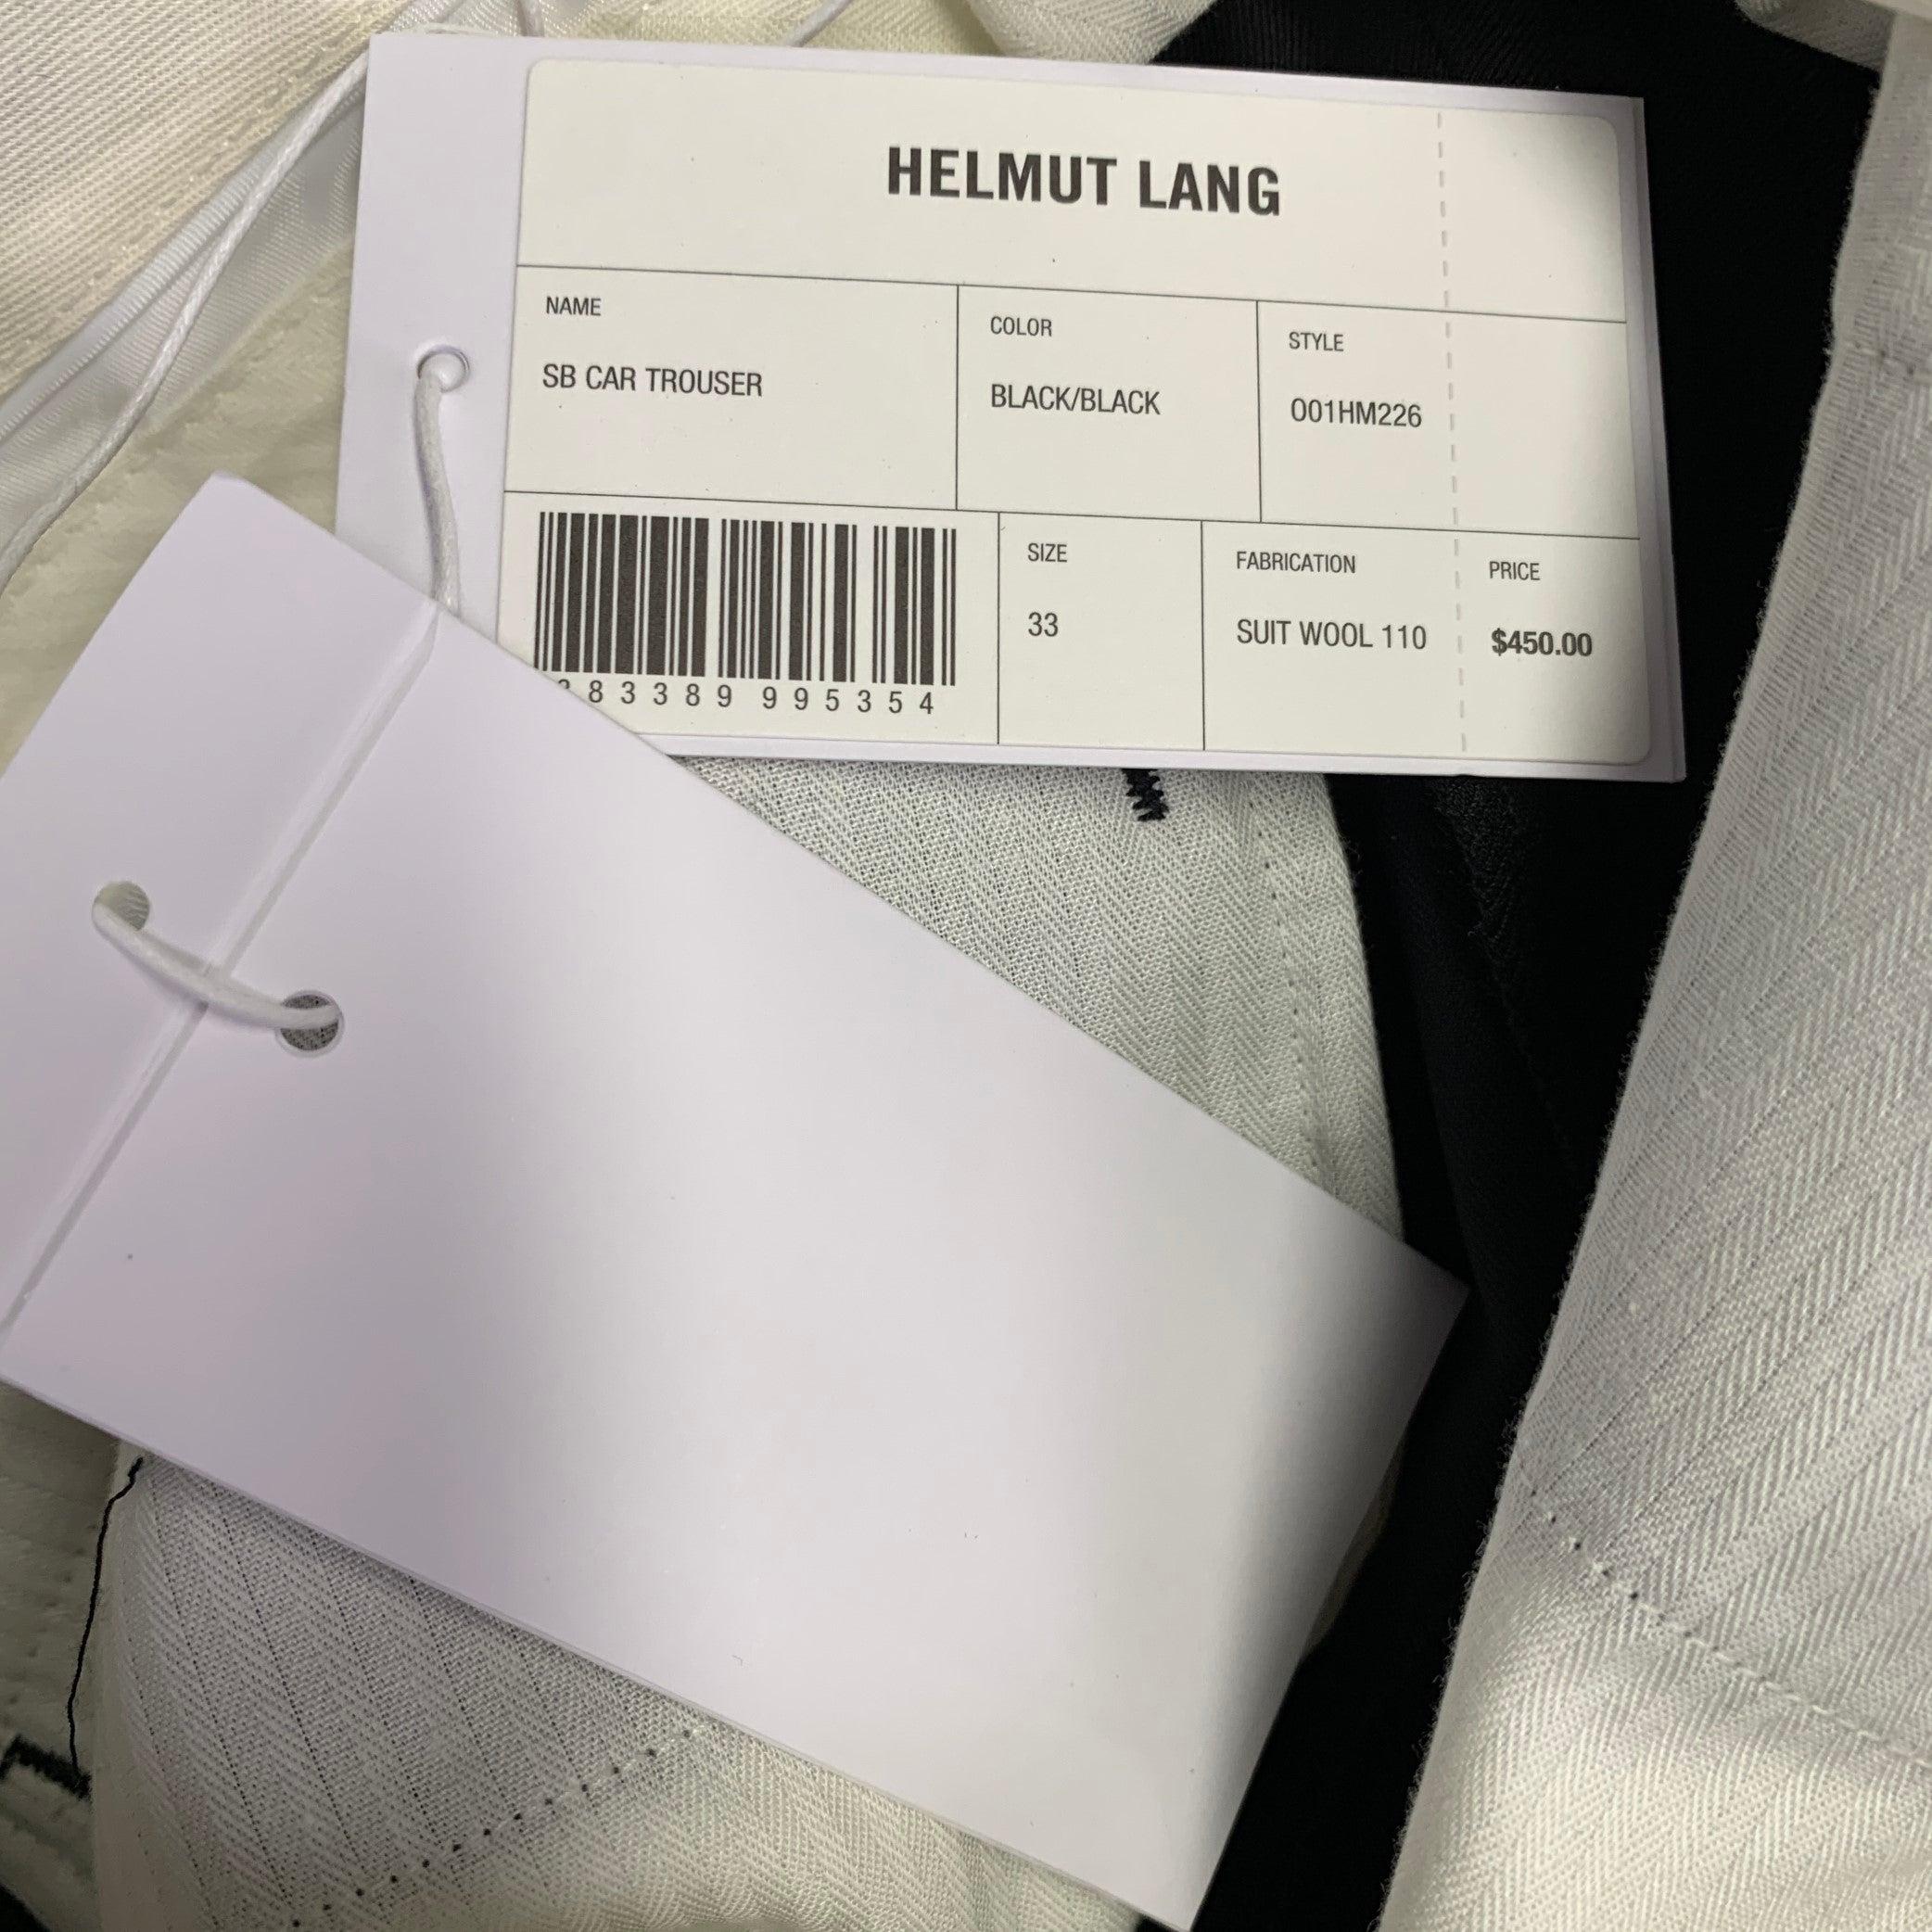 HELMUT LANG
NAME
SB CAR TROUSER
COLOR
BLACK/BLACK
STYLE
O01HM226
83389 995354
SIZE
33
FABRICATION
SUIT WOOL 110
PRICE
$450.00